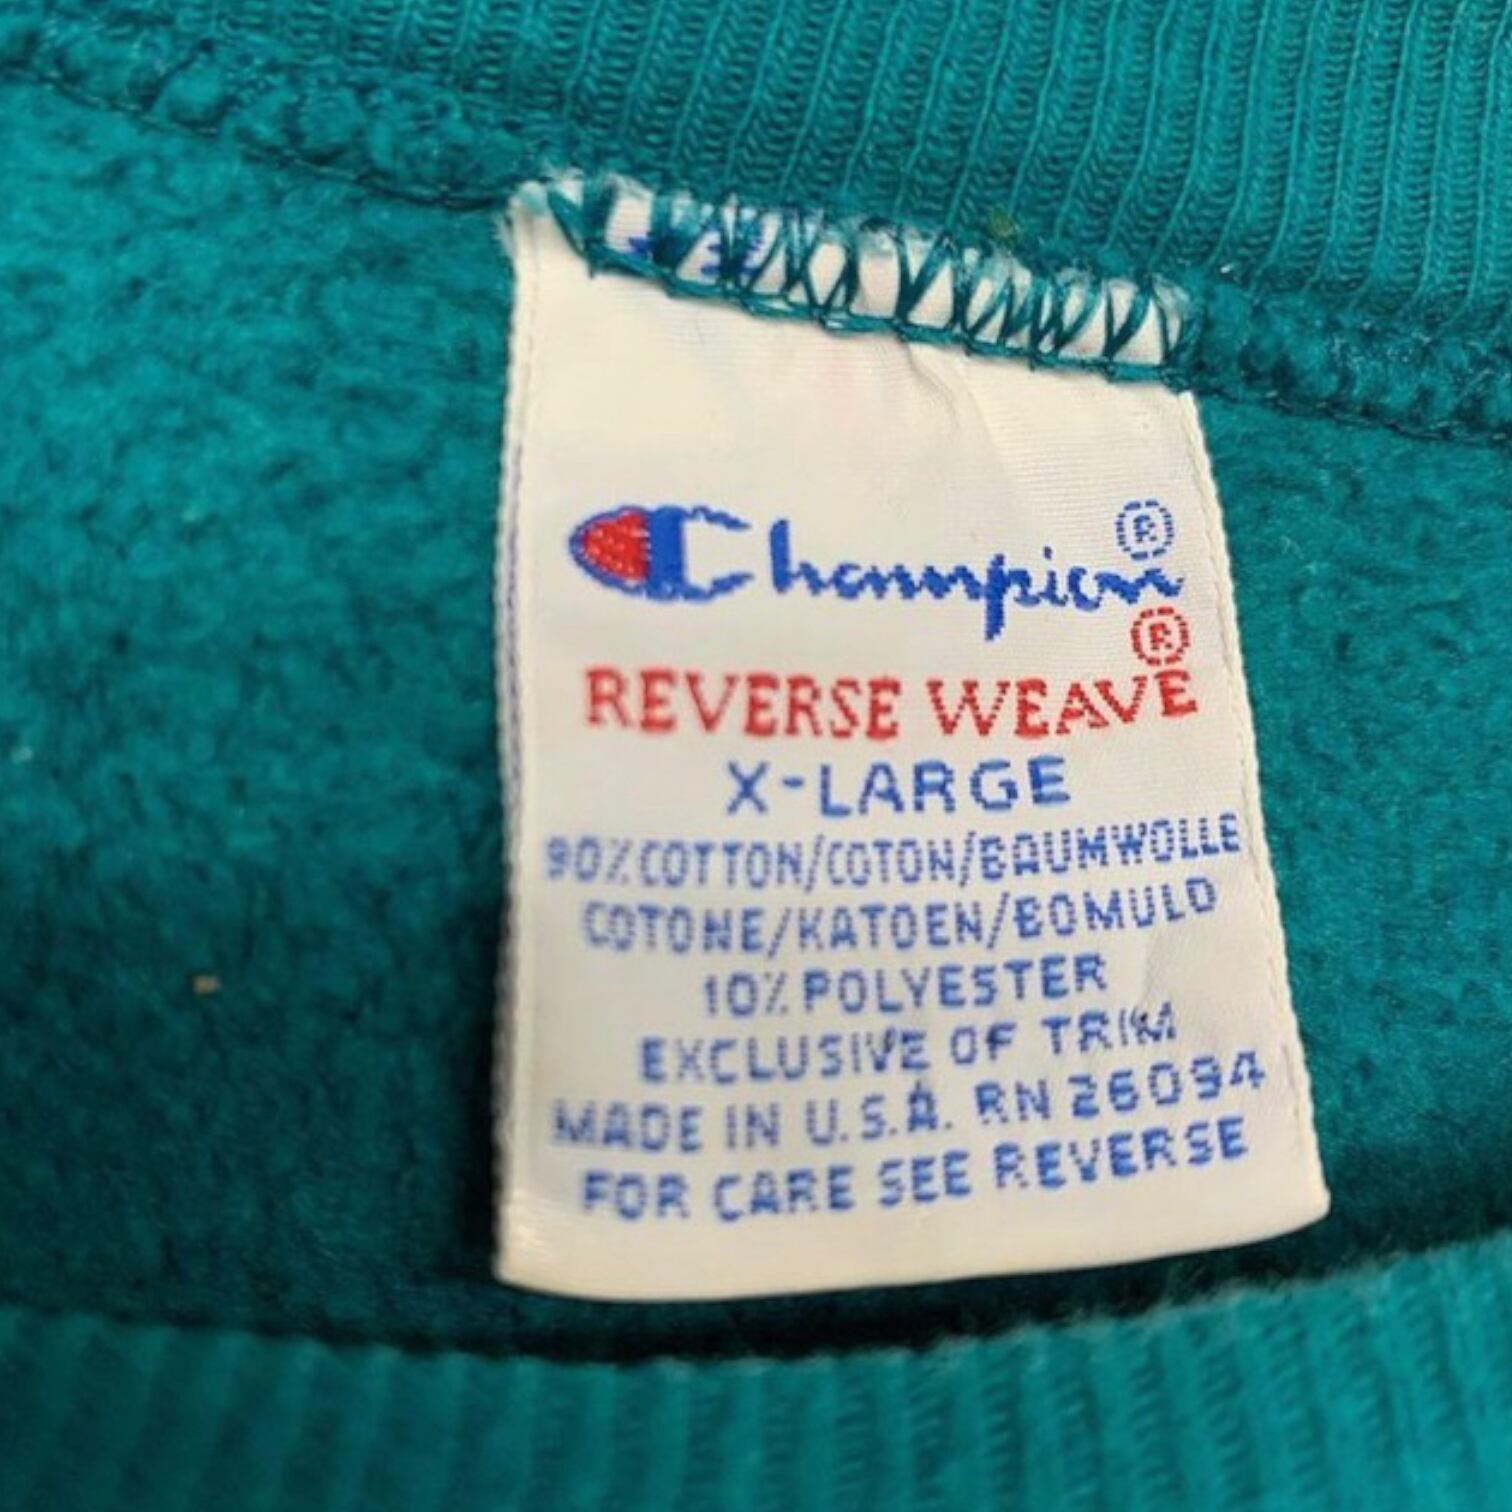 Champion®
REVERSE WEAVE®
X-LARGE
90% COTTON/COTON/BAUMWOLLE
COTONE/KATOEN/BOMULD
10% POLYESTER
EXCLUSIVE OF TRIM
MADE IN U.S.A. RN 26094
FOR CARE SEE REVERSE